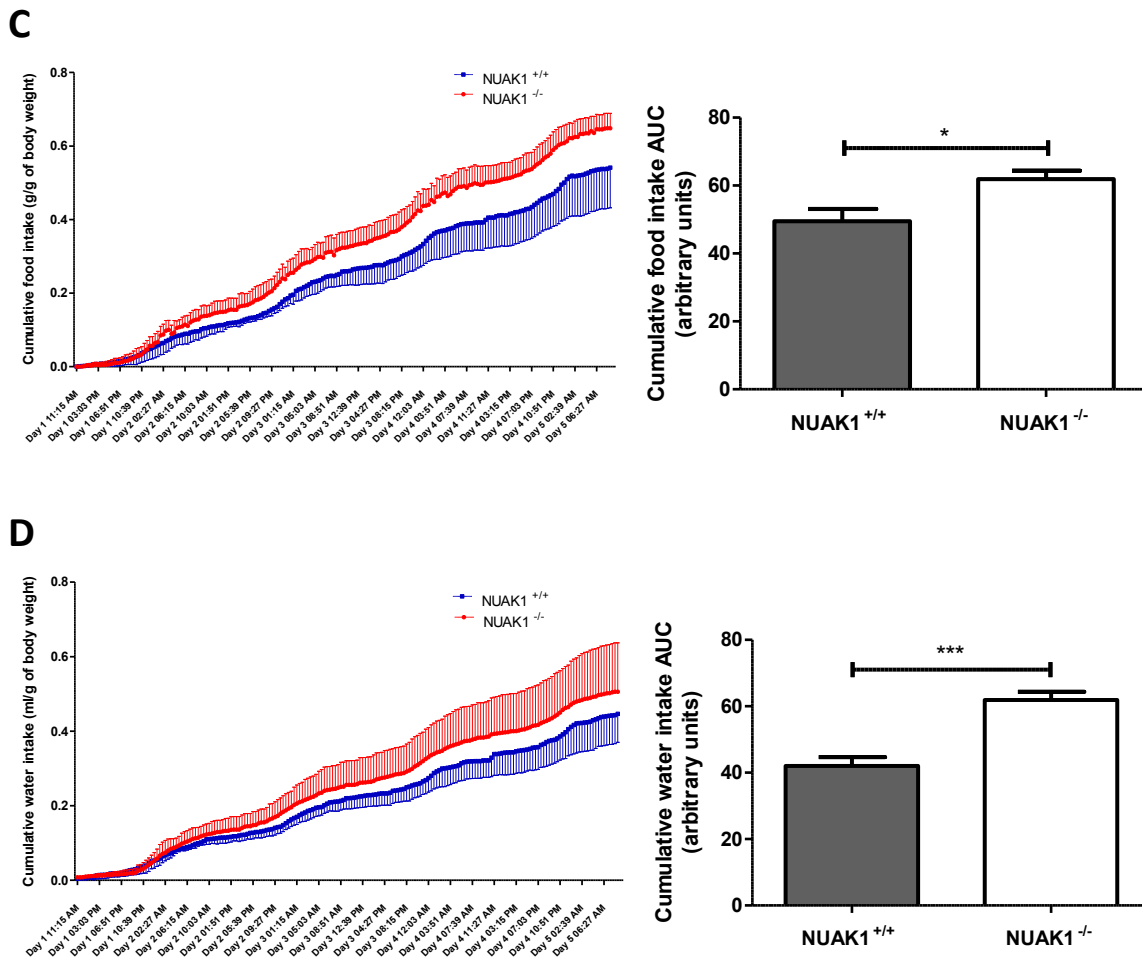 C
Cumulative food intake (g/g of body weight)
0.8
0.6
0.4
0.2
0.0
NUAK1 +/+
NUAK1 -/-
Day 1 11:15 AM
Day 1 03:03 PM
Day 1 06:51 PM
Day 1 10:39 PM
Day 2 02:27 AM
Day 2 06:15 AM
Day 2 10:03 AM
Day 2 01:51 PM
Day 2 05:39 PM
Day 2 09:27 PM
Day 3 01:15 AM
Day 3 05:03 AM
Day 3 08:51 AM
Day 3 12:39 PM
Day 3 04:27 PM
Day 3 08:15 PM
Day 4 12:03 AM
Day 4 03:51 AM
Day 4 07:39 AM
Day 4 11:27 AM
Day 4 03:15 PM
Day 4 07:03 PM
Day 4 10:51 PM
Day 5 02:39 AM
Day 5 06:27 AM
Cumulative food intake AUC
(arbitrary units)
80
60
40
20
0
*
NUAK1 +/+
NUAK1 -/-
D
Cumulative water intake (ml/g of body weight)
0.8
0.6
0.4
0.2
0.0
NUAK1 +/+
NUAK1 -/-
Day 1 11:15 AM
Day 1 03:03 PM
Day 1 06:51 PM
Day 1 10:39 PM
Day 2 02:27 AM
Day 2 06:15 AM
Day 2 10:03 AM
Day 2 01:51 PM
Day 2 05:39 PM
Day 2 09:27 PM
Day 3 01:15 AM
Day 3 05:03 AM
Day 3 08:51 AM
Day 3 12:39 PM
Day 3 04:27 PM
Day 3 08:15 PM
Day 4 12:03 AM
Day 4 03:51 AM
Day 4 07:39 AM
Day 4 11:27 AM
Day 4 03:15 PM
Day 4 07:03 PM
Day 4 10:51 PM
Day 5 02:39 AM
Day 5 06:27 AM
Cumulative water intake AUC
(arbitrary units)
80
60
40
20
0
***
NUAK1 +/+
NUAK1 -/-